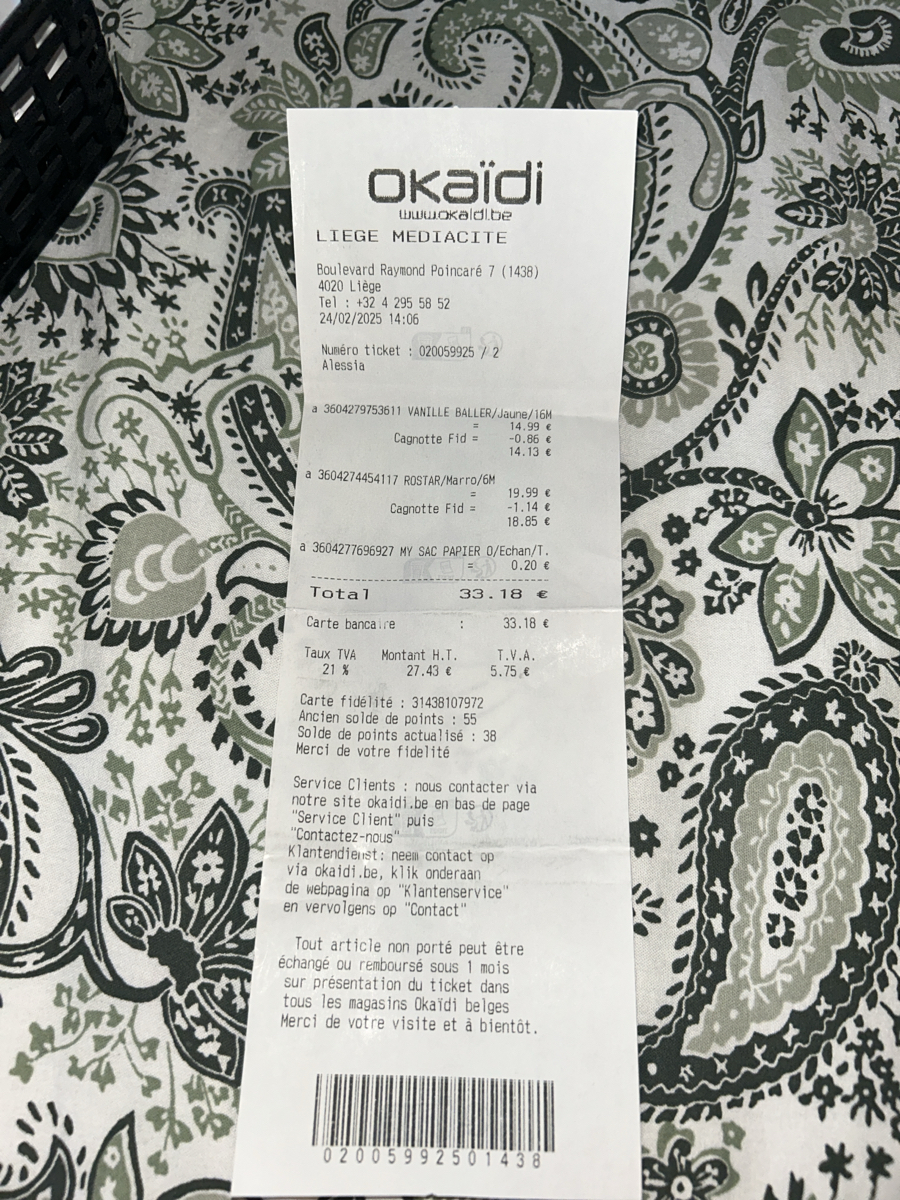 okaïdi
www.okaidi.be
LIEGE MEDIACITE
Boulevard Raymond Poincaré 7 (1438)
4020 Liège
Tel : +32 4 295 58 52
24/02/2025 14:06
Numéro ticket : 020059925 / 2
Alessia
a 3604279753611 VANILLE BALLER/Jaune/16M
= 14.99 €
Cagnotte Fid = -0.86 €
14.13 €
a 3604274454117 ROSTAR/Marro/6M
= 19.99 €
Cagnotte Fid = -1.14 €
18.85 €
a 3604277696927 MY SAC PAPIER O/Echan/T.
= 0.20 €
Total 33.18 €
Carte bancaire : 33.18 €
Taux TVA Montant H.T. T.V.A.
21 % 27.43 € 5.75 €
Carte fidélité : 31438107972
Ancien solde de points : 55
Solde de points actualisé : 38
Merci de votre fidelité
Service Clients : nous contacter via
notre site okaidi.be en bas de page
"Service Client" puis
"Contactez-nous"
Klantendienst: neem contact op
via okaidi.be, klik onderaan
de webpagina op "Klantenservice"
en vervolgens op "Contact"
Tout article non porté peut être
échangé ou remboursé sous 1 mois
sur présentation du ticket dans
tous les magasins Okaïdi belges
Merci de votre visite et à bientôt.
02005992501438